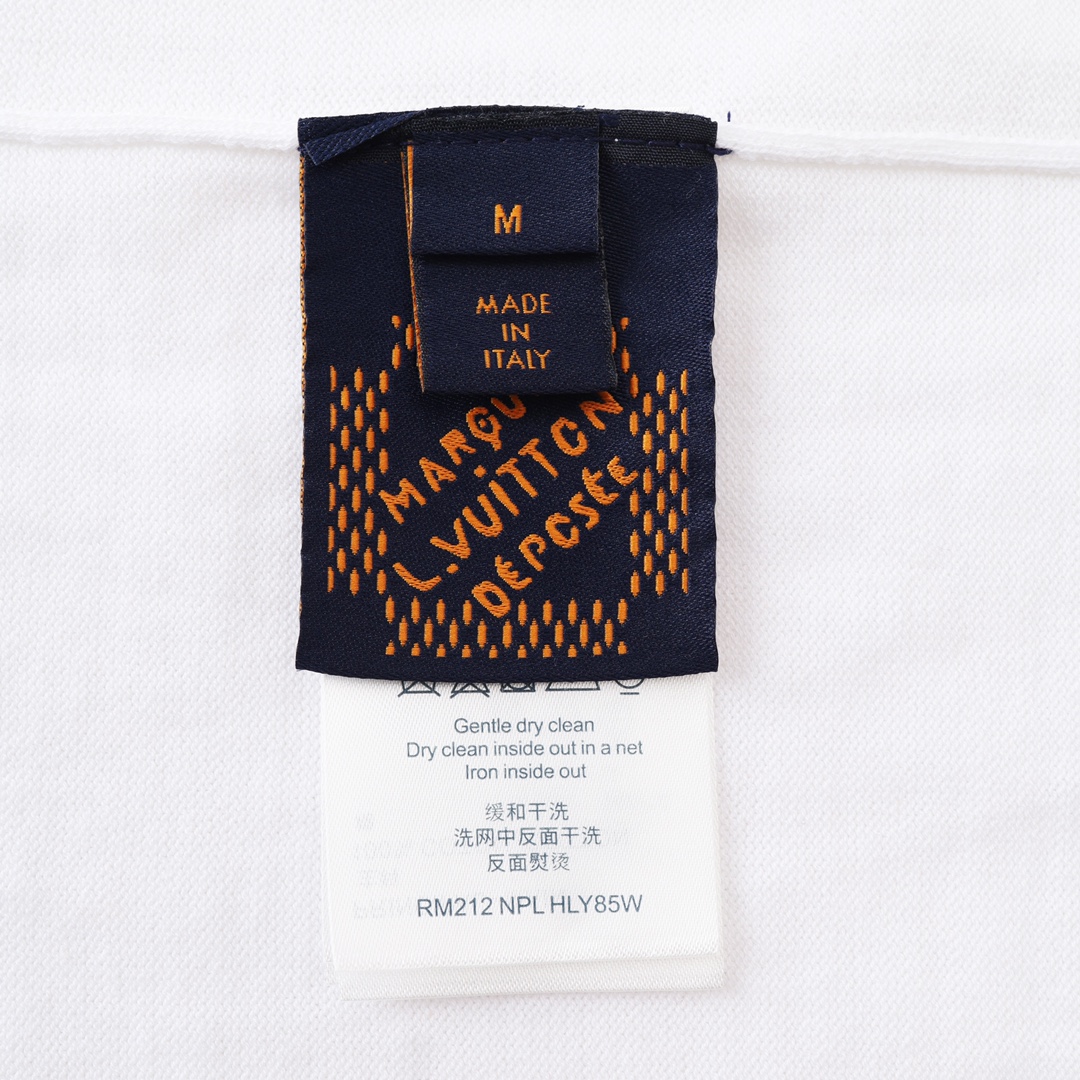 M
MADE
IN
ITALY
MARQU
L.VUITTON
DÉPOSÉE
Gentle dry clean
Dry clean inside out in a net
Iron inside out
缓和干洗
洗网中反面干洗
反面熨烫
RM212 NPL HLY85W